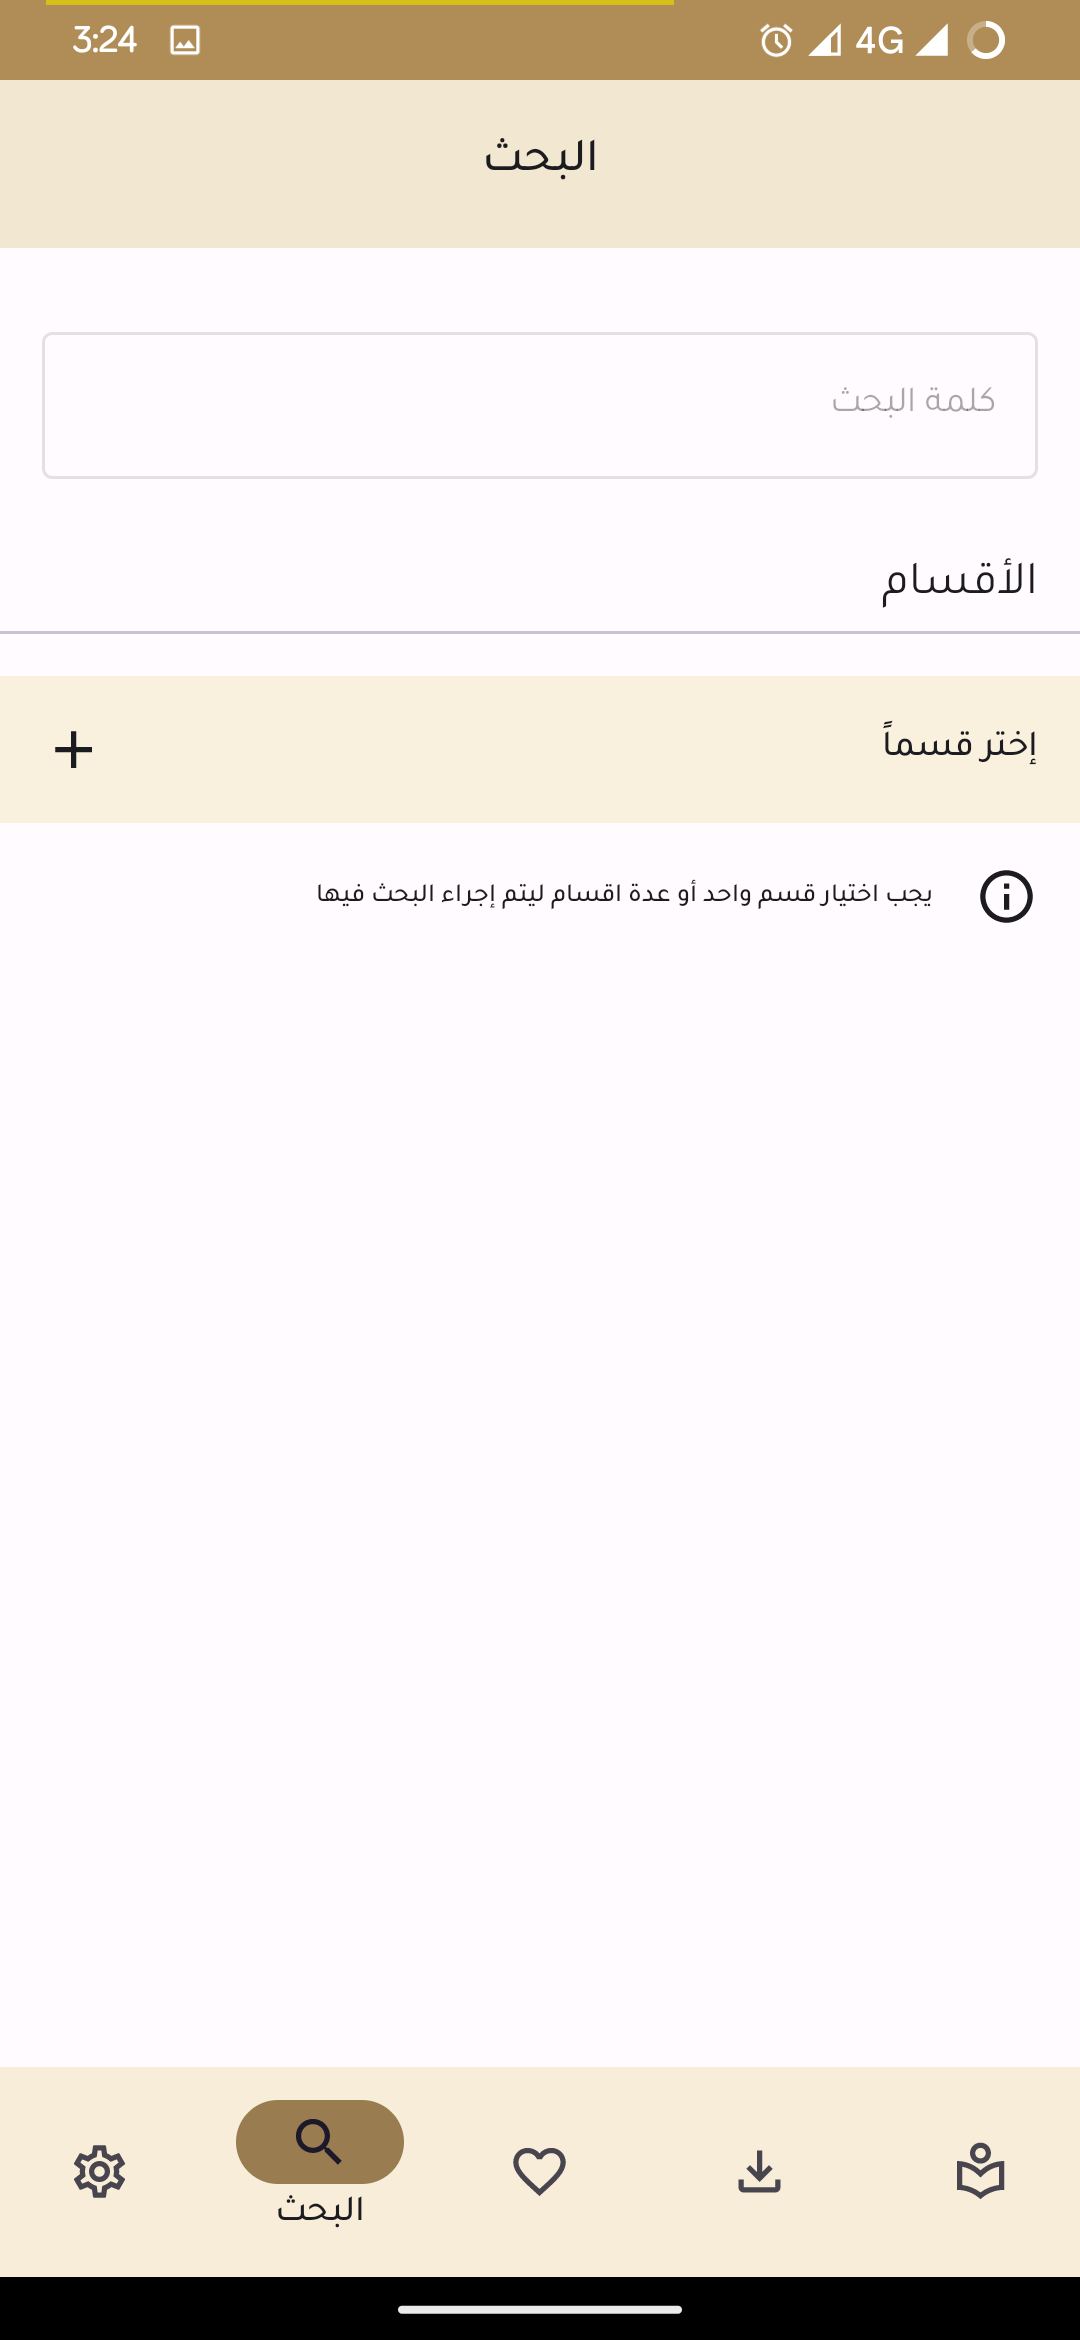 3:24 4G
البحث
كلمة البحث
الأقسام
إختر قسماً
يجب اختيار قسم واحد أو عدة اقسام ليتم إجراء البحث فيها
البحث